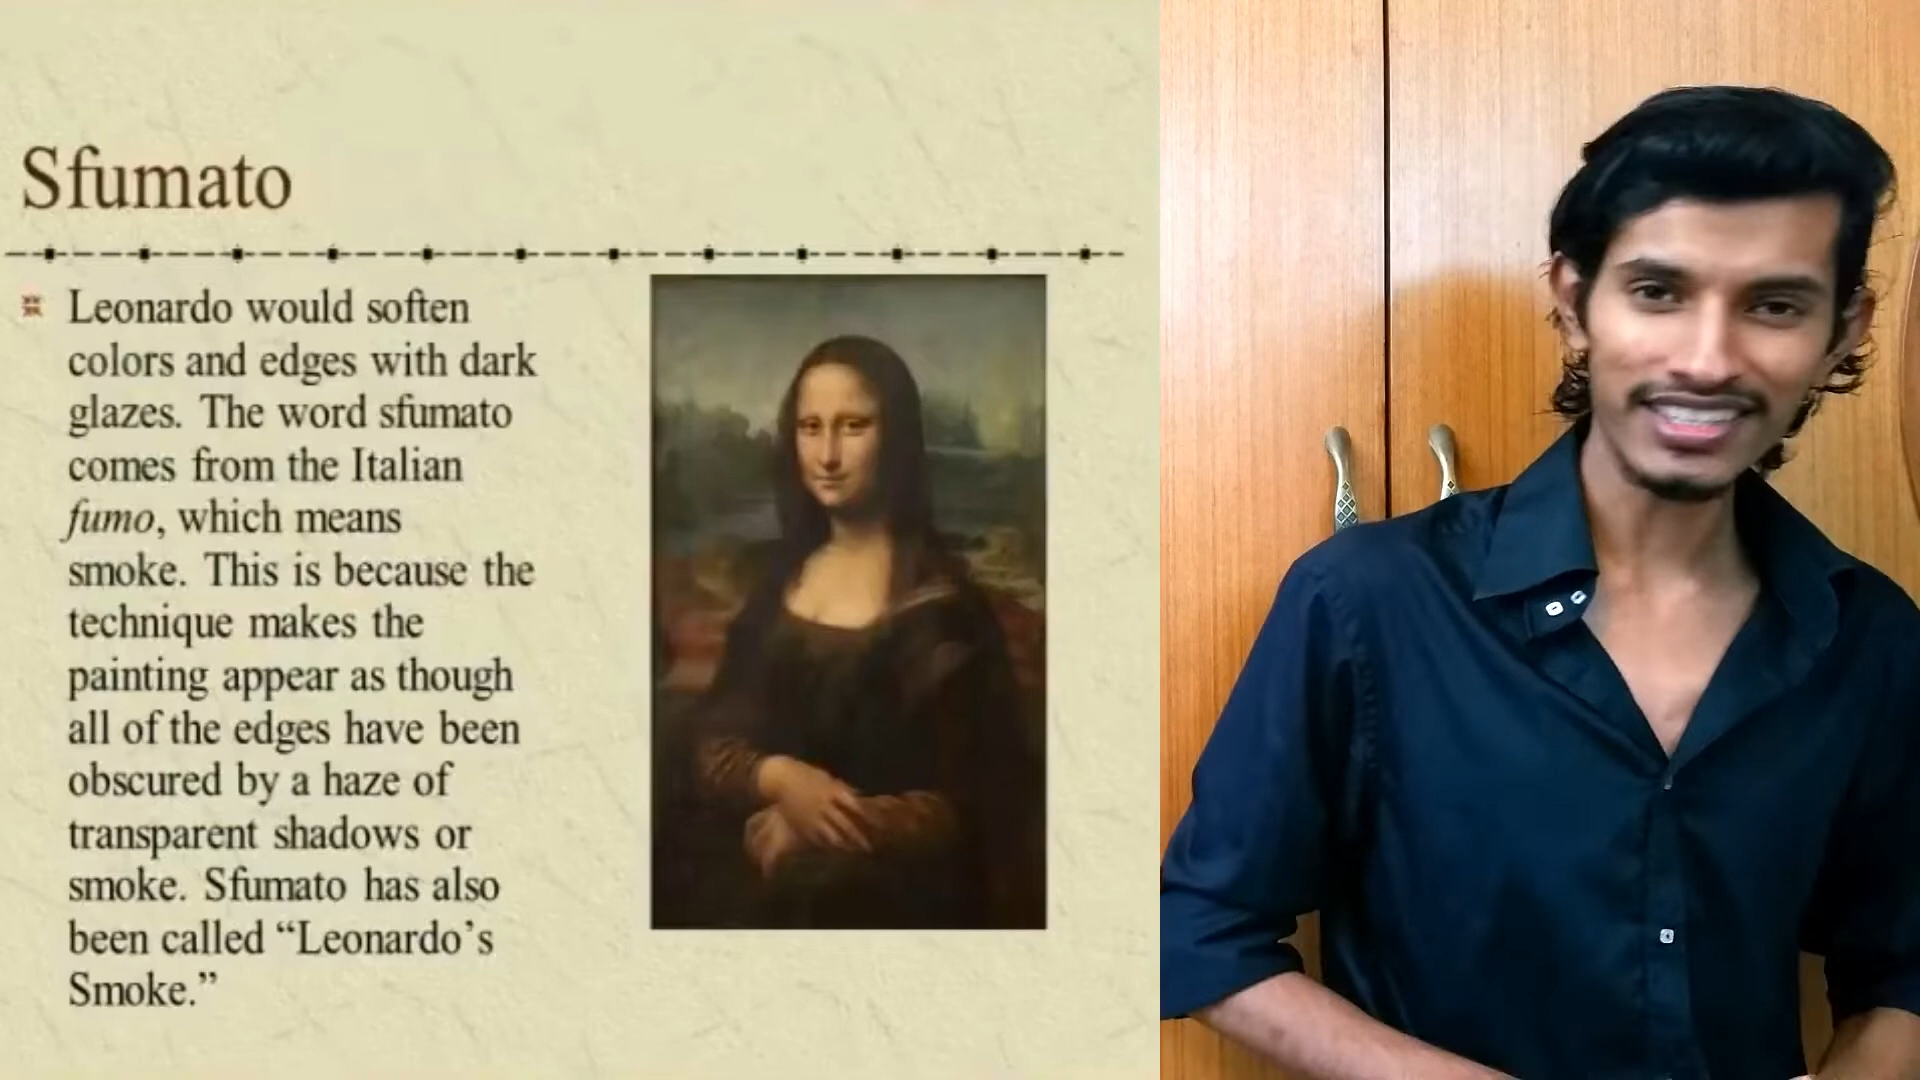 Sfumato
Leonardo would soften
colors and edges with dark
glazes. The word sfumato
comes from the Italian
fumo, which means
smoke. This is because the
technique makes the
painting appear as though
all of the edges have been
obscured by a haze of
transparent shadows or
smoke. Sfumato has also
been called “Leonardo’s
Smoke.”